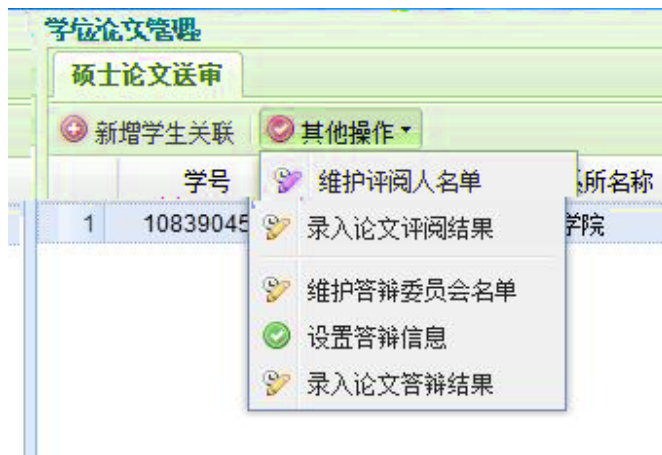 学位论文管理
硕士论文送审
新增学生关联 其他操作
学号 维护评阅人名单 所名称
1 10839045 录入论文评阅结果 学院
维护答辩委员会名单
设置答辩信息
录入论文答辩结果